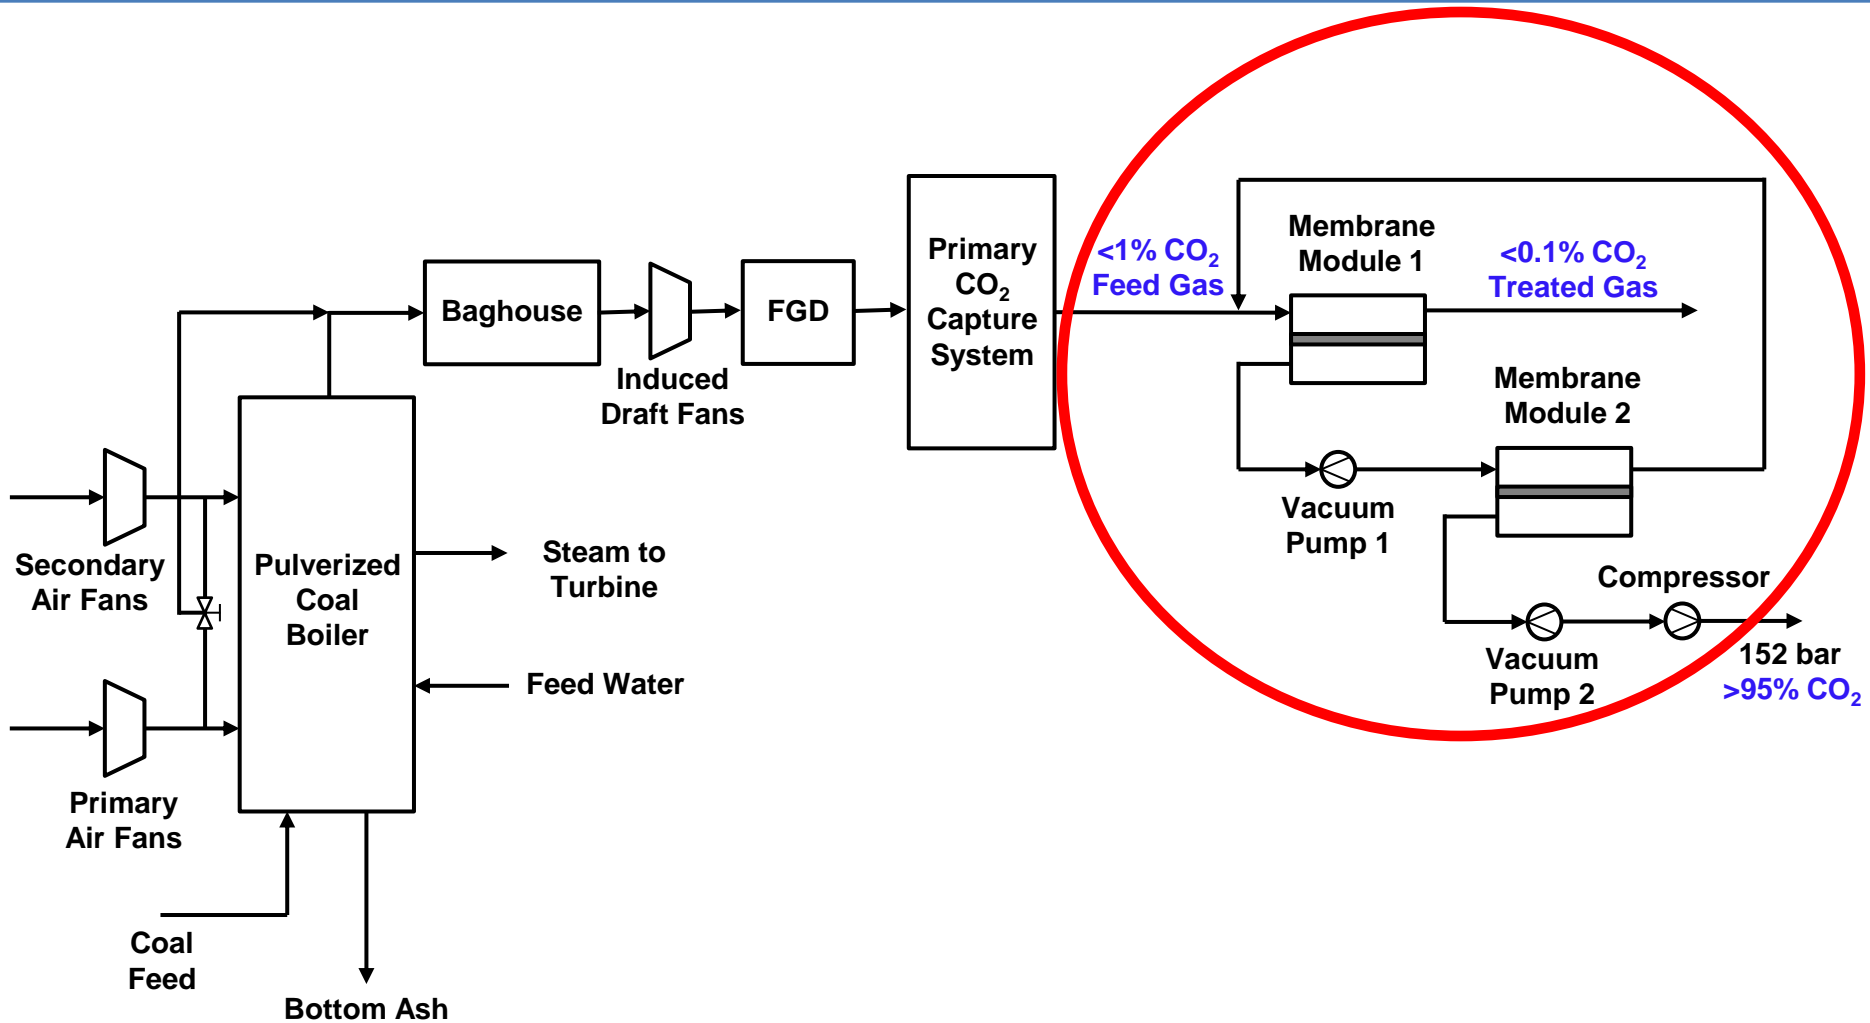 Primary
CO₂
Capture
System
<1% CO₂
Feed Gas
Membrane
Module 1
<0.1% CO₂
Treated Gas
Baghouse
FGD
Induced
Draft Fans
Membrane
Module 2
Secondary
Air Fans
Pulverized
Coal
Boiler
Steam to
Turbine
Vacuum
Pump 1
Compressor
Feed Water
Vacuum
Pump 2
152 bar
>95% CO₂
Primary
Air Fans
Coal
Feed
Bottom Ash